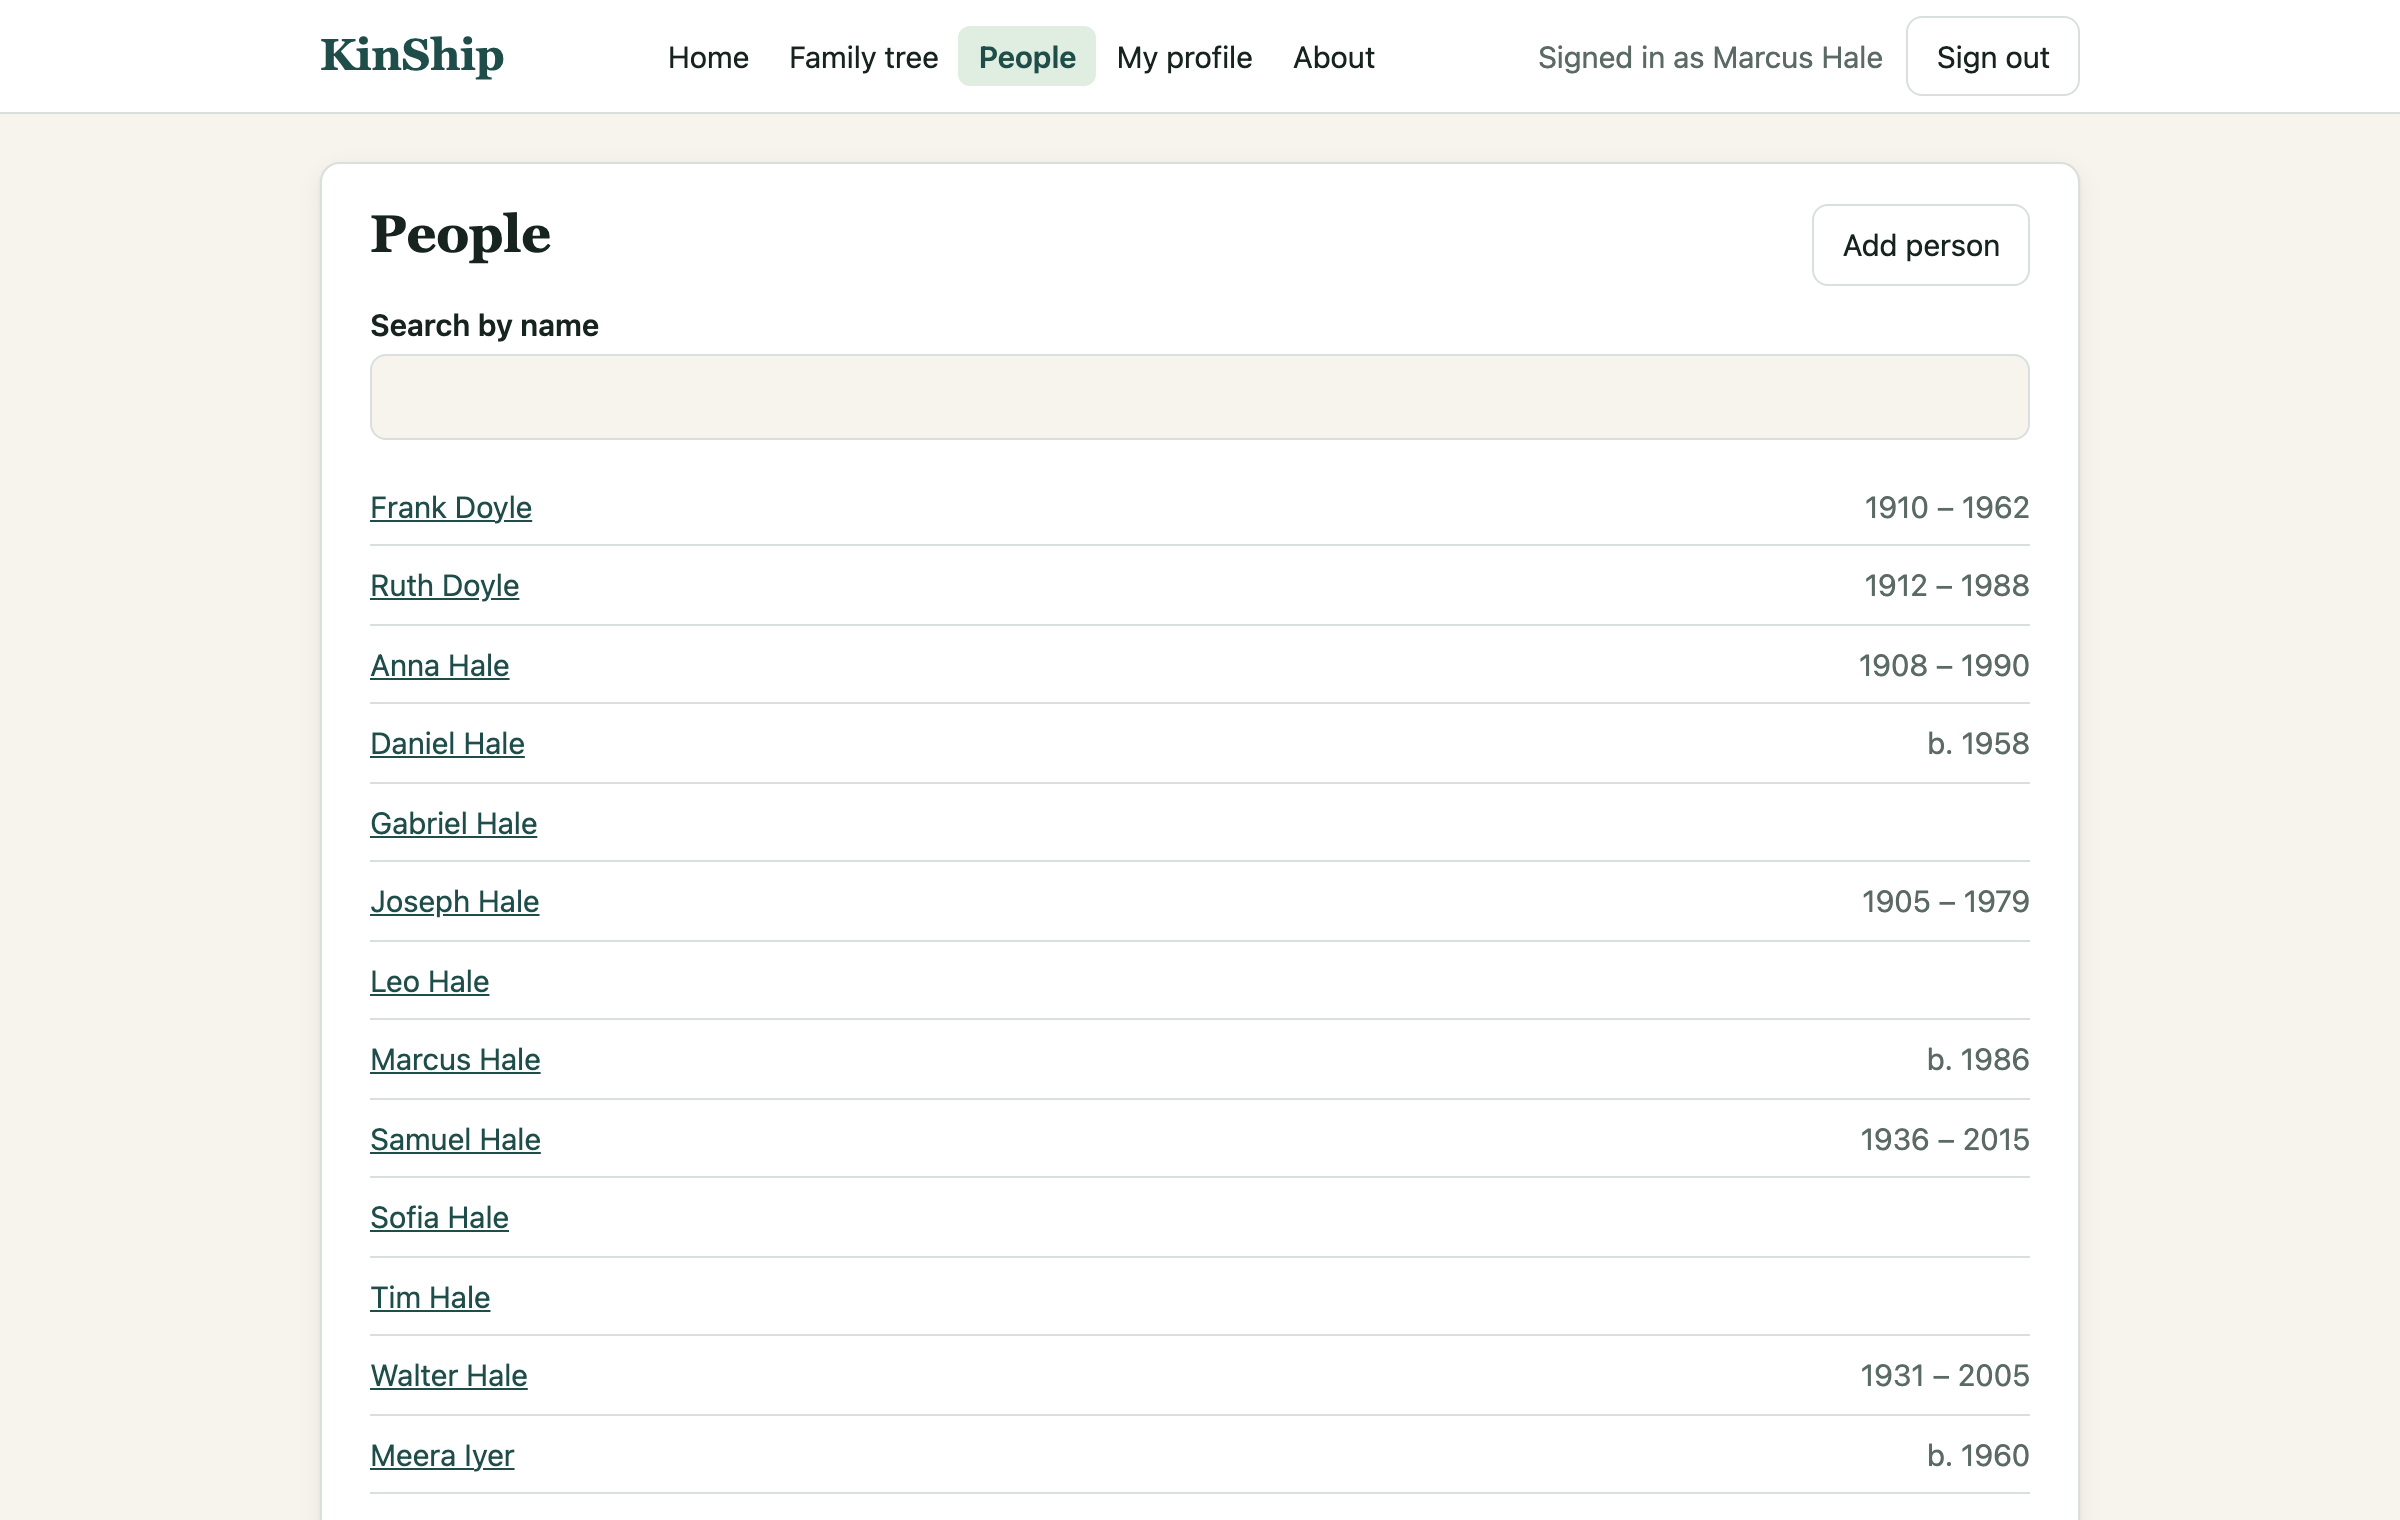 KinShip Home Family tree People My profile About Signed in as Marcus Hale Sign out
People Add person
Search by name
Frank Doyle 1910 – 1962
Ruth Doyle 1912 – 1988
Anna Hale 1908 – 1990
Daniel Hale b. 1958
Gabriel Hale
Joseph Hale 1905 – 1979
Leo Hale
Marcus Hale b. 1986
Samuel Hale 1936 – 2015
Sofia Hale
Tim Hale
Walter Hale 1931 – 2005
Meera Iyer b. 1960